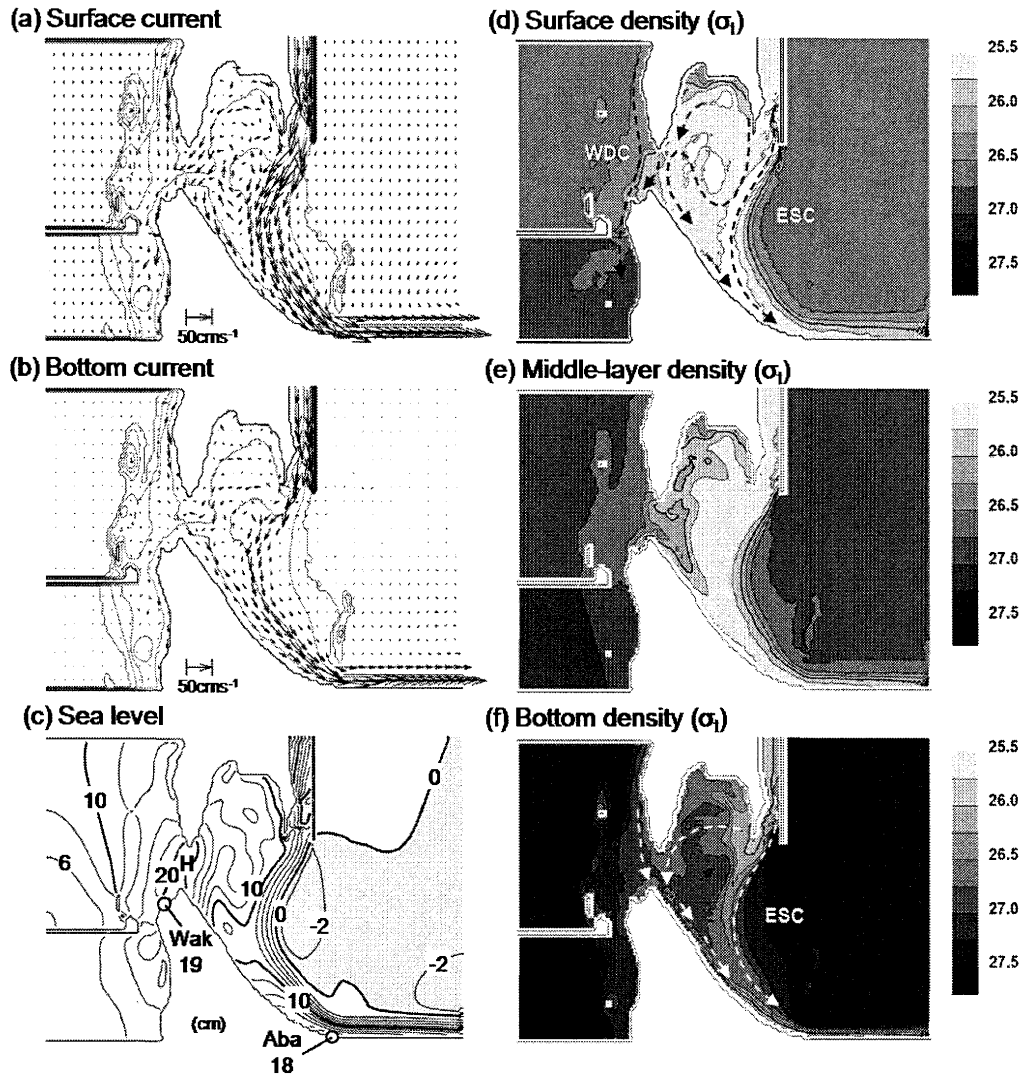 (a) Surface current
50cms⁻¹
(b) Bottom current
50cms⁻¹
(c) Sea level
0
10
6
20
H
10
0
-2
Wak
19
-2
10
0
(cm)
Aba
18
(d) Surface density (σt)
25.5
26.0
WDC
26.5
ESC
27.0
27.5
(e) Middle-layer density (σt)
25.5
26.0
26.5
27.0
27.5
(f) Bottom density (σt)
25.5
26.0
26.5
ESC
27.0
27.5